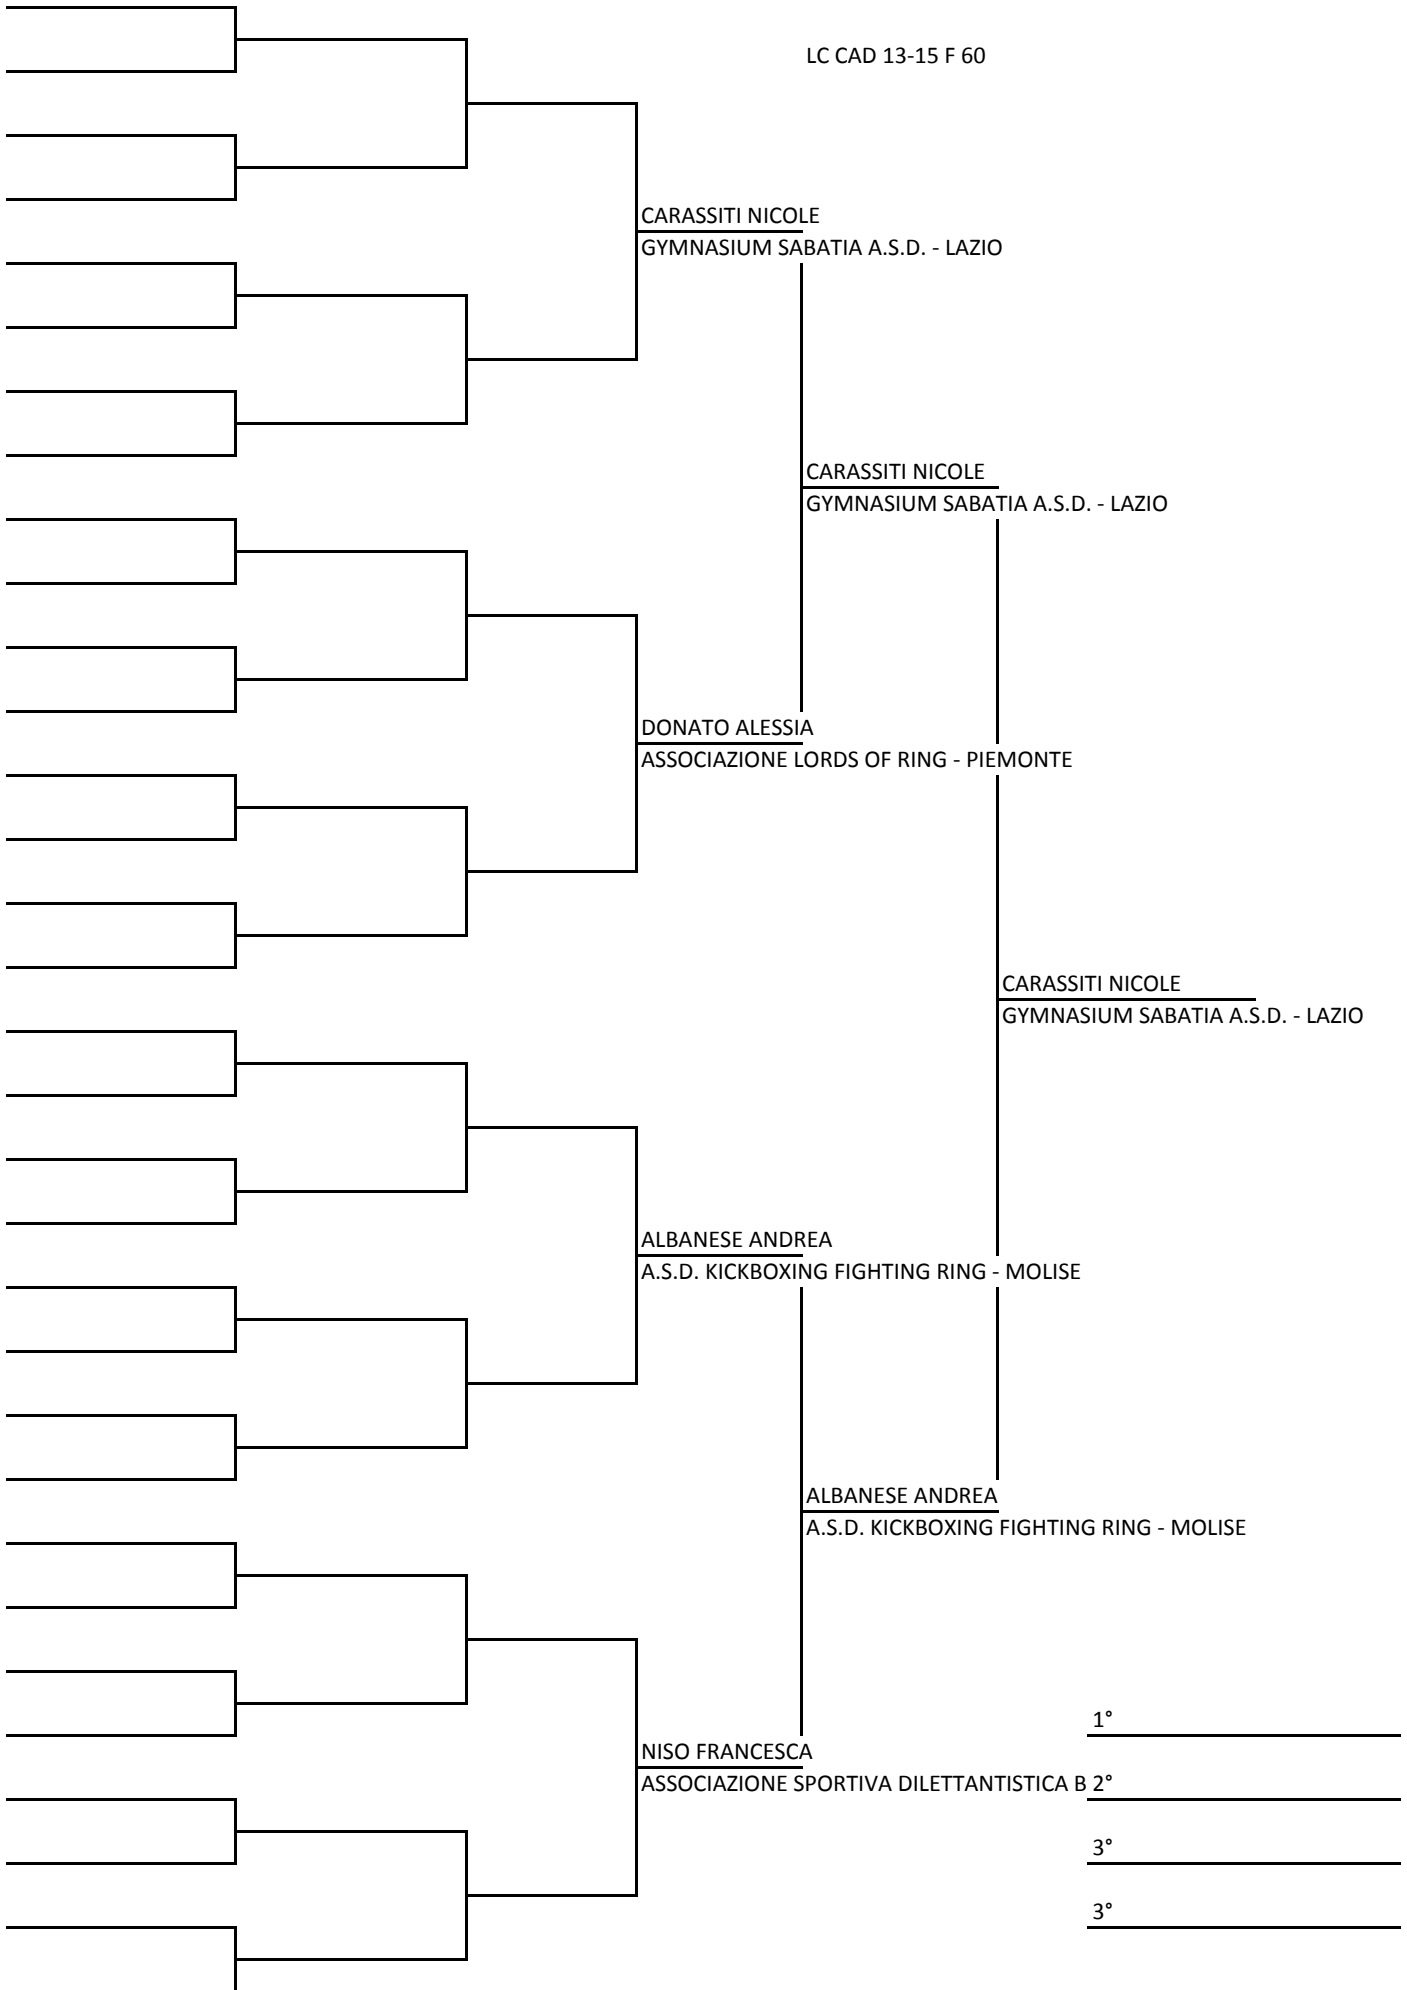 LC CAD 13-15 F 60
CARASSITI NICOLE
GYMNASIUM SABATIA A.S.D. - LAZIO
CARASSITI NICOLE
GYMNASIUM SABATIA A.S.D. - LAZIO
DONATO ALESSIA
ASSOCIAZIONE LORDS OF RING - PIEMONTE
CARASSITI NICOLE
GYMNASIUM SABATIA A.S.D. - LAZIO
ALBANESE ANDREA
A.S.D. KICKBOXING FIGHTING RING - MOLISE
ALBANESE ANDREA
A.S.D. KICKBOXING FIGHTING RING - MOLISE
1°
NISO FRANCESCA
ASSOCIAZIONE SPORTIVA DILETTANTISTICA B 2°
3°
3°